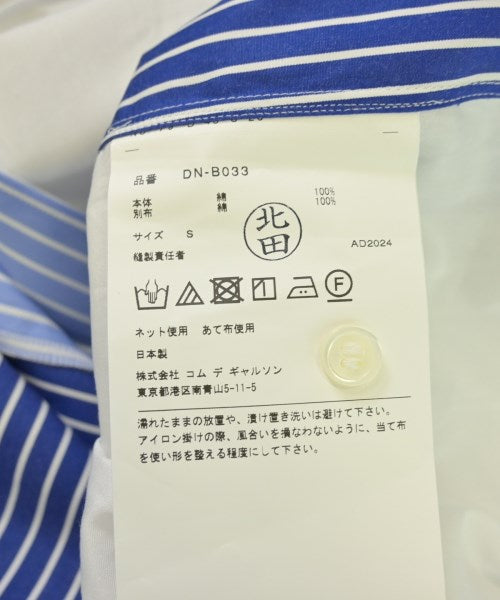 品番 DN-B033
本体 綿 100%
別布 綿 100%
サイズ S
縫製責任者
北田
AD2024
F
ネット使用 あて布使用
日本製
株式会社 コム デ ギャルソン
東京都港区南青山5-11-5
濡れたままの放置や、漬け置き洗いは避けて下さい。
アイロン掛けの際、風合いを損なわないように、当て布
を使い形を整える程度にして下さい。